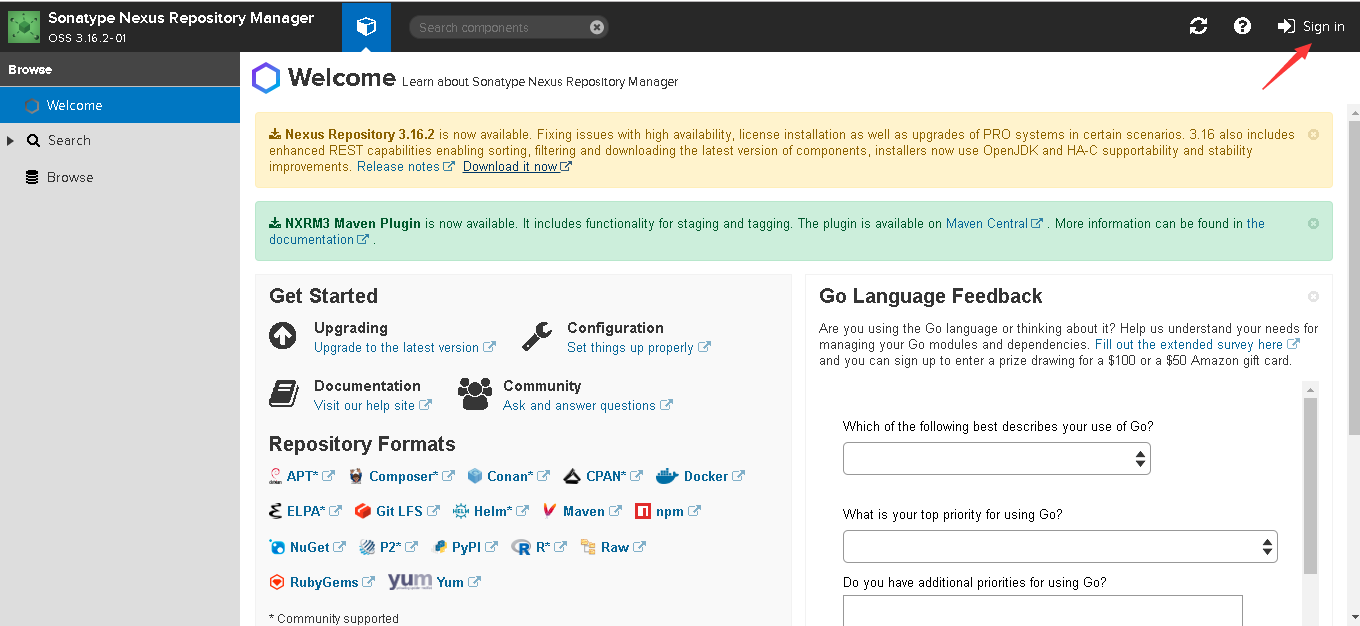 Sonatype Nexus Repository Manager
OSS 3.16.2-01
Search components
Sign in
Browse
Welcome
Search
Browse
Welcome Learn about Sonatype Nexus Repository Manager
Nexus Repository 3.16.2 is now available. Fixing issues with high availability, license installation as well as upgrades of PRO systems in certain scenarios. 3.16 also includes
enhanced REST capabilities enabling sorting, filtering and downloading the latest version of components, installers now use OpenJDK and HA-C supportability and stability
improvements. Release notes Download it now
NXRM3 Maven Plugin is now available. It includes functionality for staging and tagging. The plugin is available on Maven Central . More information can be found in the
documentation .
Get Started
Upgrading
Upgrade to the latest version
Configuration
Set things up properly
Documentation
Visit our help site
Community
Ask and answer questions
Repository Formats
APT* Composer* Conan* CPAN* Docker
ELPA* Git LFS Helm* Maven npm
NuGet P2* PyPI R* Raw
RubyGems yum Yum
* Community supported
Go Language Feedback
Are you using the Go language or thinking about it? Help us understand your needs for
managing your Go modules and dependencies. Fill out the extended survey here
and you can sign up to enter a prize drawing for a $100 or a $50 Amazon gift card.
Which of the following best describes your use of Go?
What is your top priority for using Go?
Do you have additional priorities for using Go?